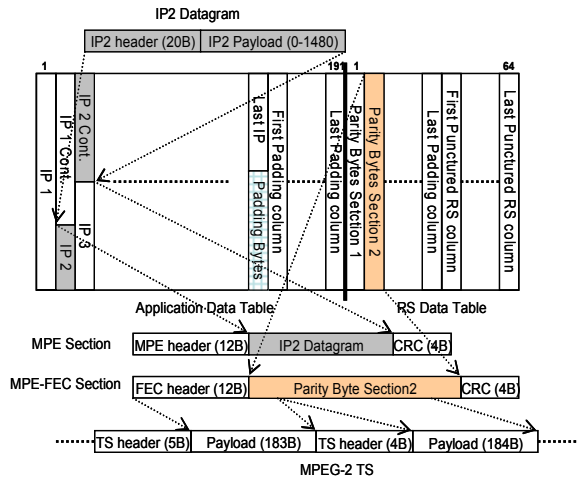 IP2 Datagram
IP2 header (20B)
IP2 Payload (0-1480)
1
191
1
64
IP 1
IP 1 Cont.
IP 2
IP 2 Cont.
IP 3
Last IP
Padding Bytes
First Padding column
Last Padding column
Parity Bytes Setction 1
Parity Bytes Section 2
Last Padding column
First Punctured RS column
Last Punctured RS column
Application Data Table
RS Data Table
MPE Section
MPE header (12B)
IP2 Datagram
CRC (4B)
MPE-FEC Section
FEC header (12B)
Parity Byte Section2
CRC (4B)
TS header (5B)
Payload (183B)
TS header (4B)
Payload (184B)
MPEG-2 TS